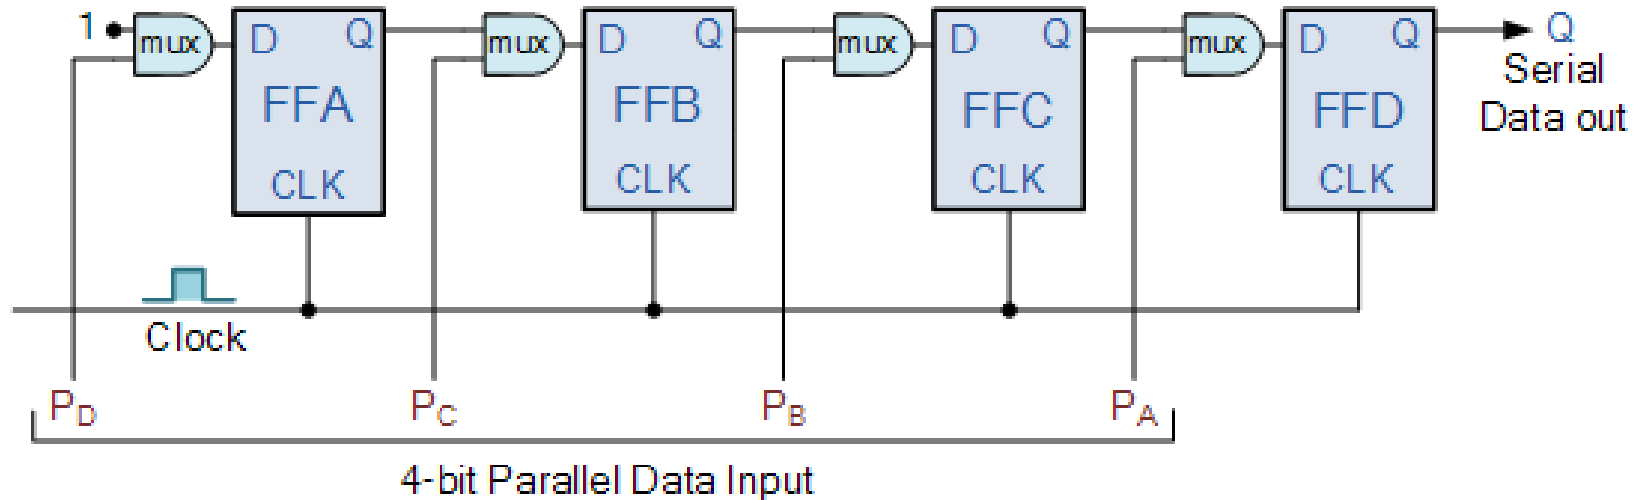 1 mux D Q mux D Q mux D Q mux D Q Q
FFA FFB FFC FFD Serial
Data out
CLK CLK CLK CLK
Clock
PD PC PB PA
4-bit Parallel Data Input